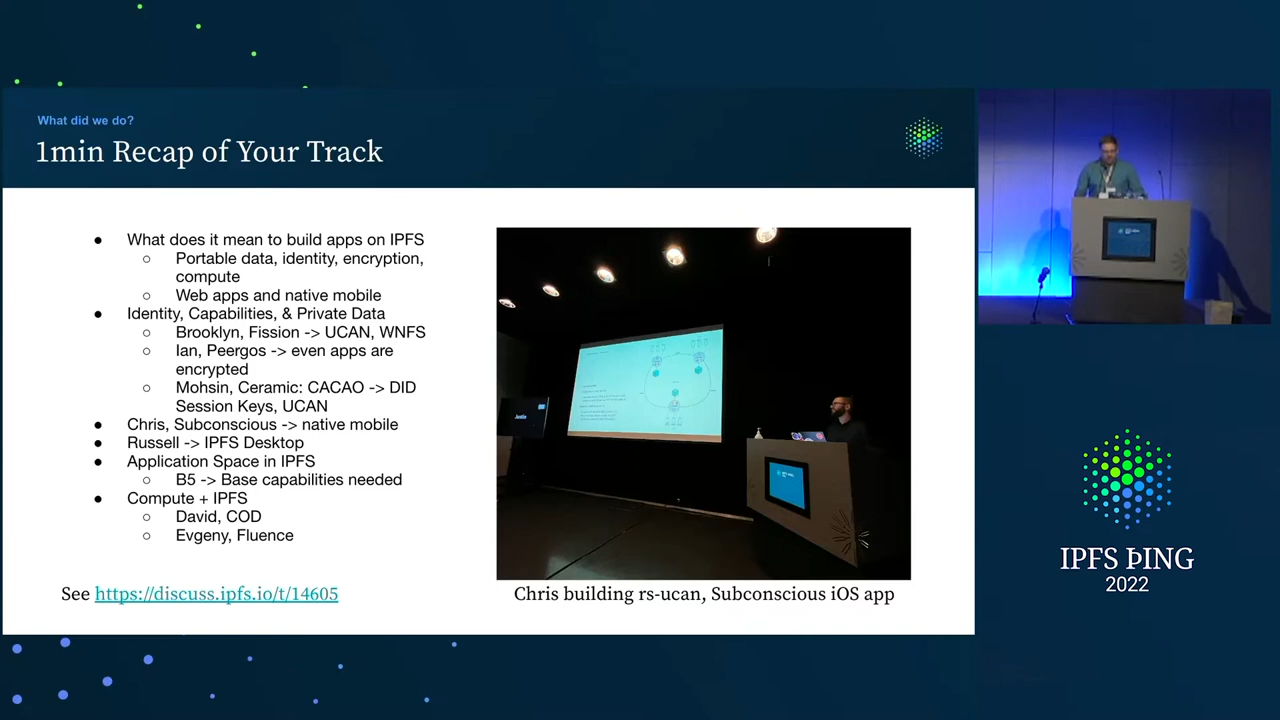 What did we do?
1min Recap of Your Track
● What does it mean to build apps on IPFS
○ Portable data, identity, encryption,
compute
○ Web apps and native mobile
● Identity, Capabilities, & Private Data
○ Brooklyn, Fission -> UCAN, WNFS
○ Ian, Peergos -> even apps are
encrypted
○ Mohsin, Ceramic: CACAO -> DID
Session Keys, UCAN
● Chris, Subconscious -> native mobile
● Russell -> IPFS Desktop
● Application Space in IPFS
○ B5 -> Base capabilities needed
● Compute + IPFS
○ David, COD
○ Evgeny, Fluence
See https://discuss.ipfs.io/t/14605
Chris building rs-ucan, Subconscious iOS app
IPFS ÞING
2022